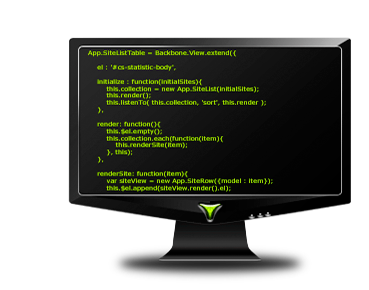 App.SiteListTable = Backbone.View.extend({
el : '#cs-statistic-body',
initialize : function(initialSites){
this.collection = new App.SiteList(initialSites);
this.render();
this.listenTo( this.collection, 'sort', this.render );
},
render: function(){
this.$el.empty();
this.collection.each(function(item){
this.renderSite(item);
}, this);
},
renderSite: function(item){
var siteView = new App.SiteRow({model : item});
this.$el.append(siteView.render().el);